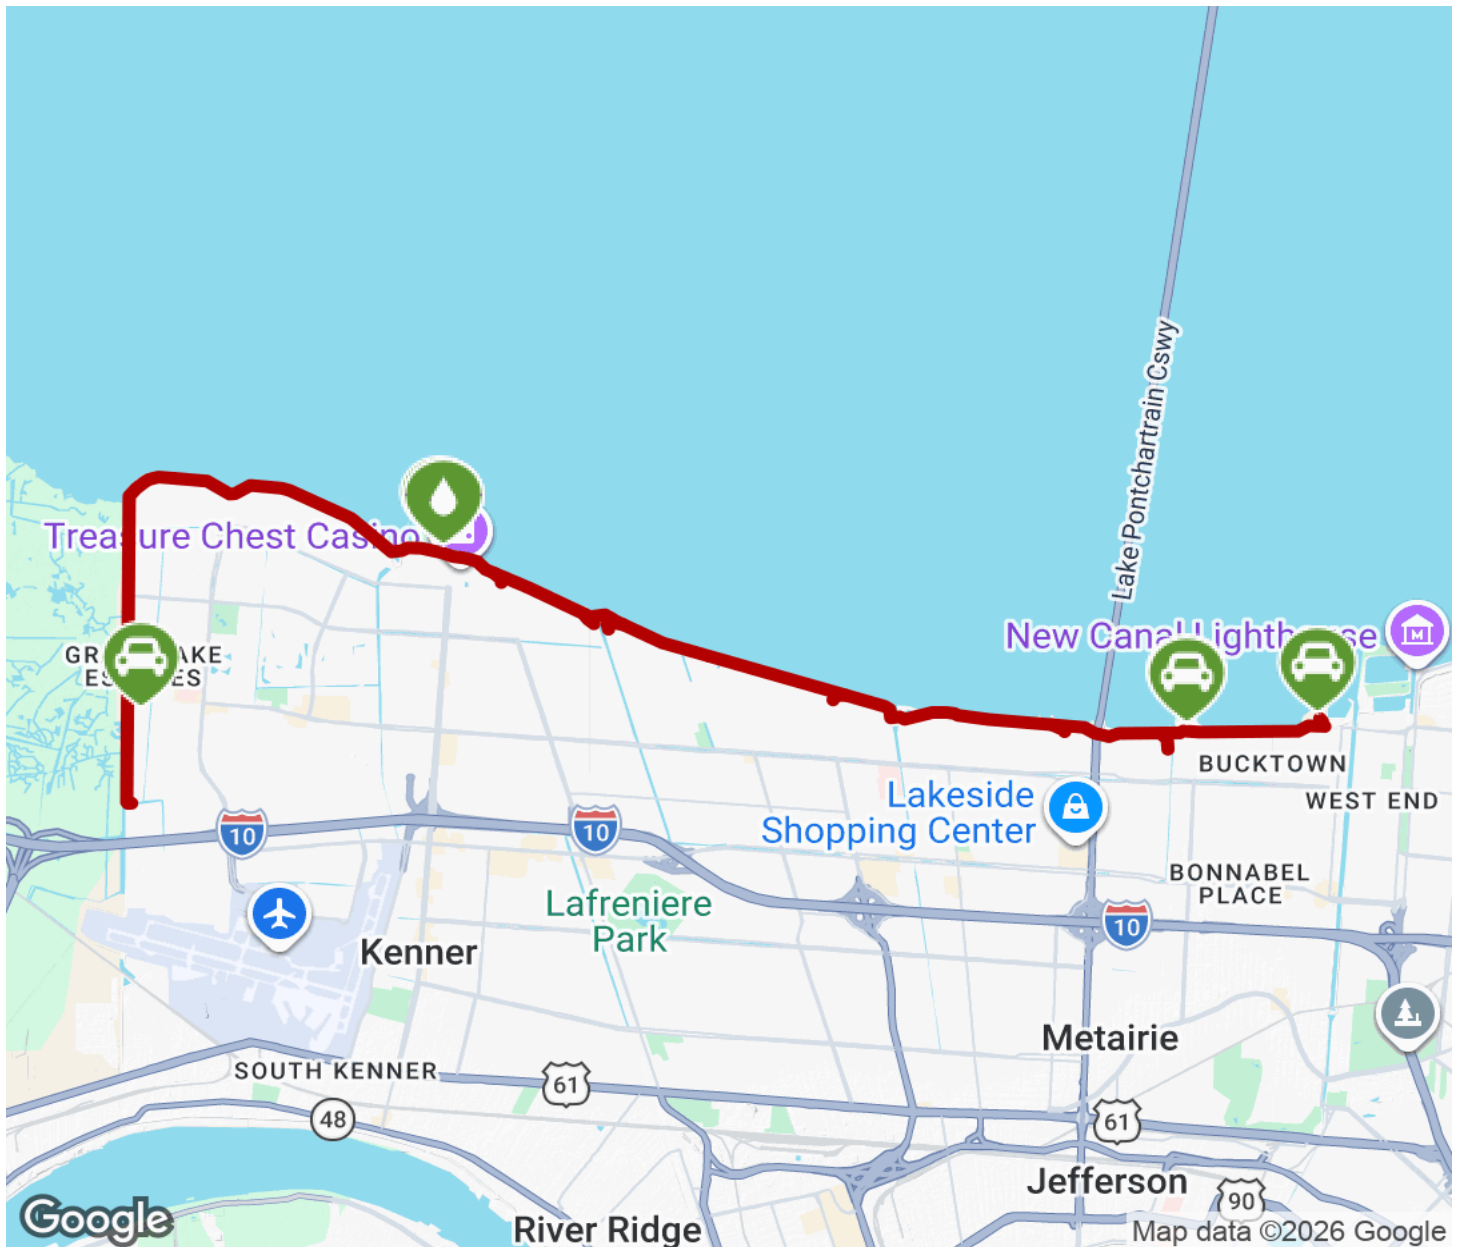 Lake Pontchartrain Cswy
Treasure Chest Casino
New Canal Lighthouse
GR
AKE
ES
ES
BUCKTOWN
WEST END
Lakeside
Shopping Center
10
10
BONNABEL
PLACE
Lafreniere
Park
10
Kenner
Metairie
SOUTH KENNER
61
48
61
Jefferson
90
River Ridge
Google
Map data ©2026 Google